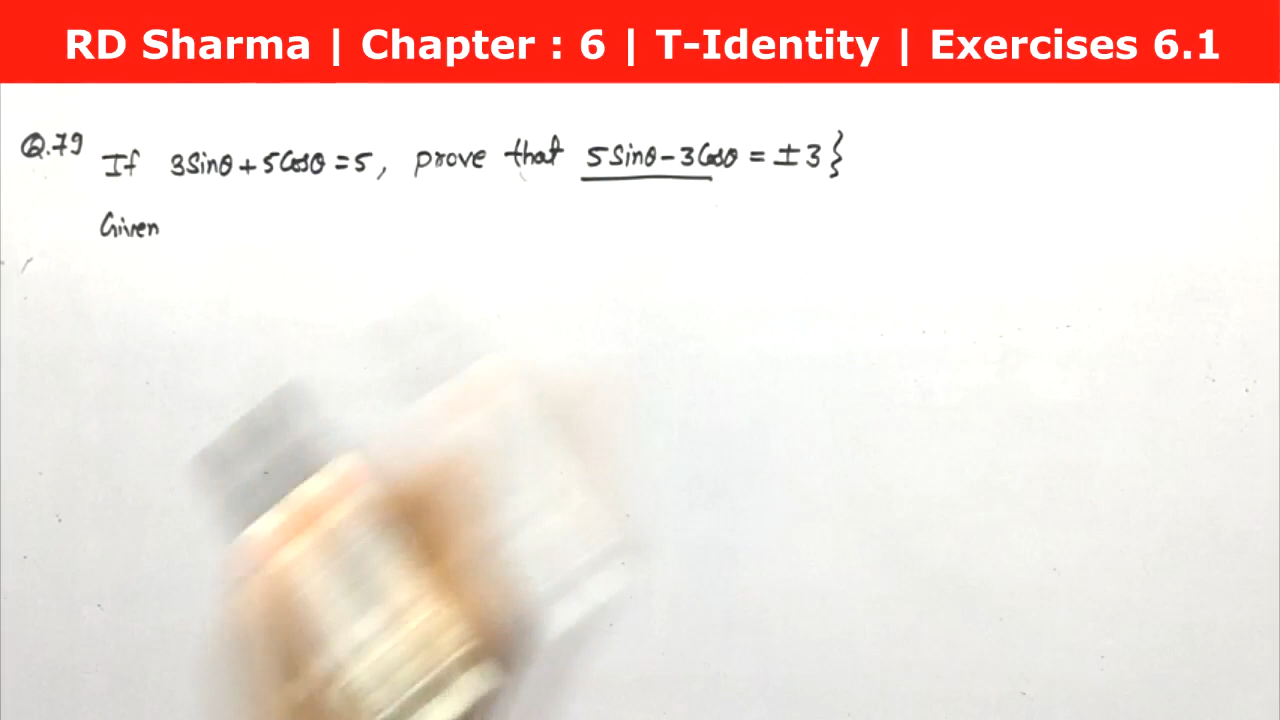 RD Sharma | Chapter : 6 | T-Identity | Exercises 6.1
Q.79 If 3Sinθ + 5Cosθ = 5, prove that 5Sinθ - 3Cosθ = ±3}
Given